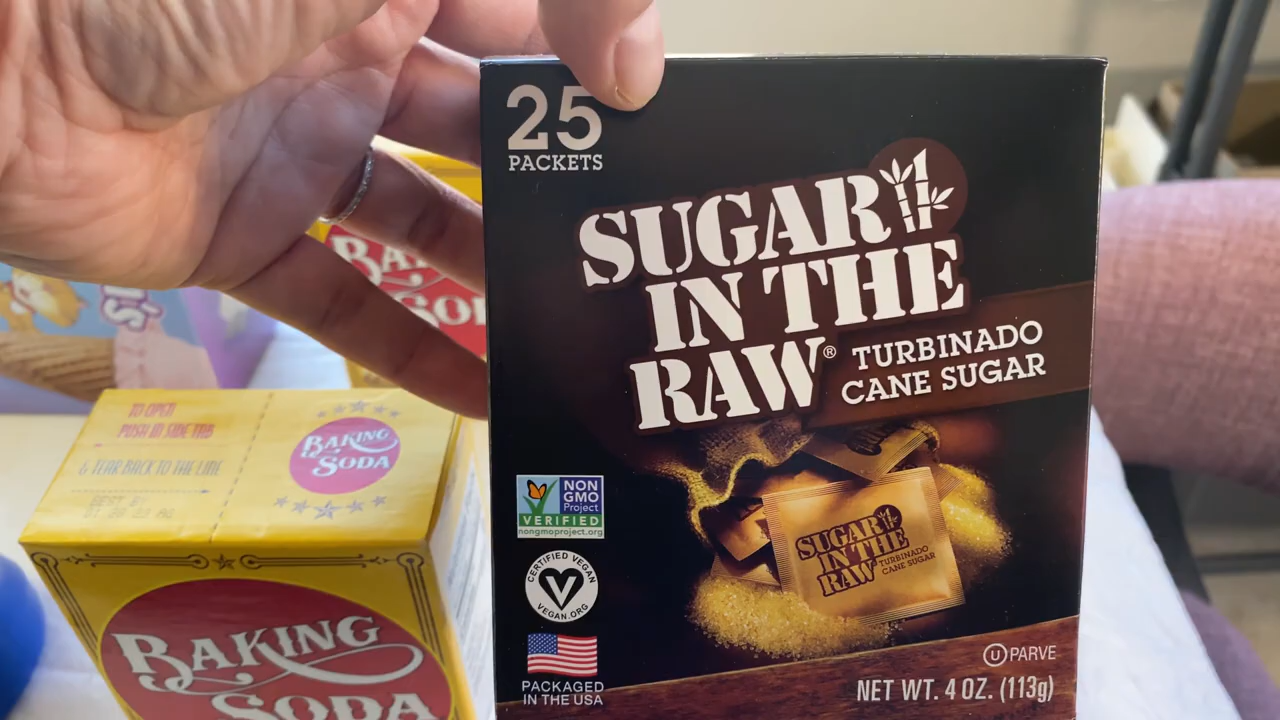 25
PACKETS
SUGAR
IN THE
RAW®
TURBINADO
CANE SUGAR
SUGAR
IN THE
RAW
TURBINADO
CANE SUGAR
NON
GMO
Project
VERIFIED
nongmoproject.org
CERTIFIED VEGAN
VEGAN.ORG
PACKAGED
IN THE USA
U PARVE
NET WT. 4 OZ. (113g)
TO OPEN
PUSH IN SIDE TAB
& TEAR BACK TO THE LINE
BEST BY
BAKING
SODA
BAKING
SODA